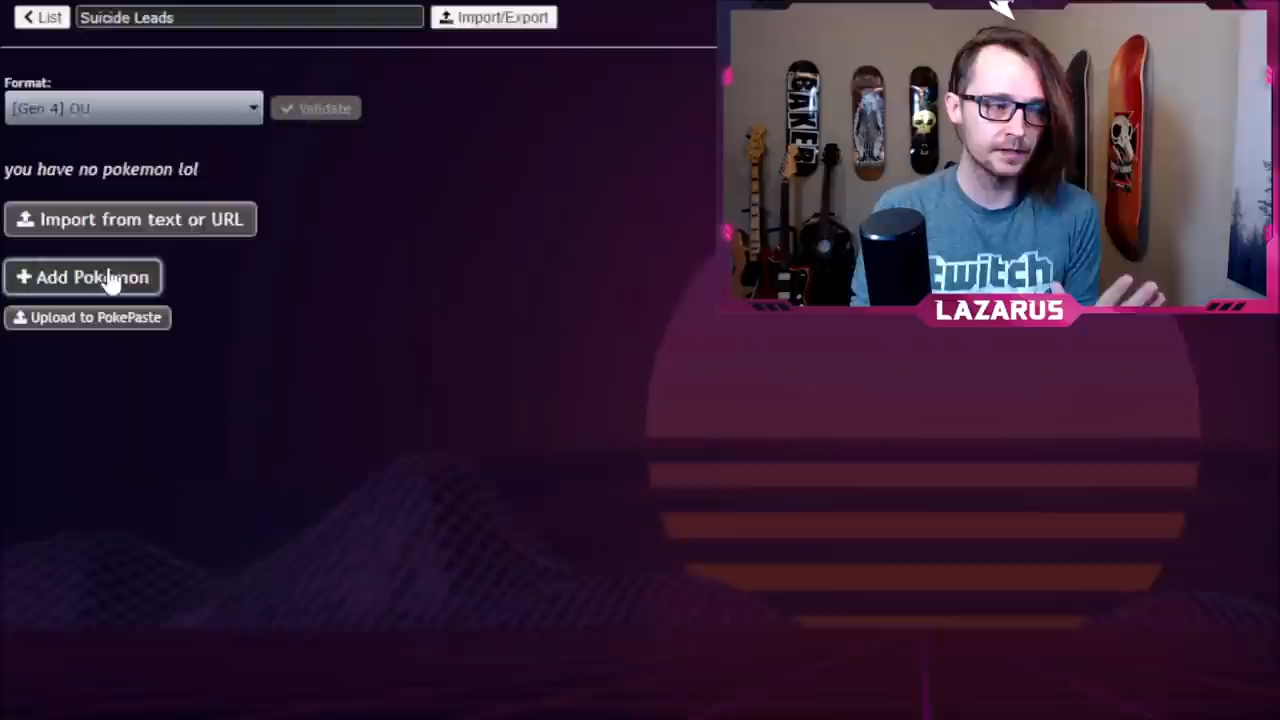 List
Suicide Leads
Import/Export
Format:
[Gen 4] OU
Validate
you have no pokemon lol
Import from text or URL
Add Pokemon
Upload to PokePaste
BAKER
twitch
LAZARUS